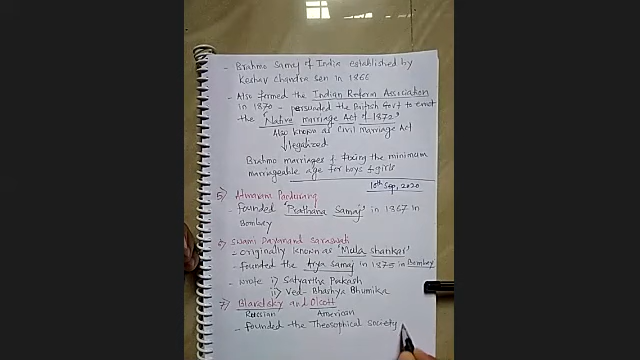 - Brahmo Samaj of India established by
Keshav Chandra Sen in 1866
- Also formed the Indian Reform Association
in 1870 - persuaded the British Govt to enact
the 'Native marriage Act of 1872'
Also known as Civil Marriage Act
↓ legalized
Brahmo marriages & fixing the minimum
marriageable age for boys & girls
10th Sep, 2020
5) Atmaram Pandurang
- Founded 'Prathana Samaj' in 1867 in
Bombay
6) Swami Dayanand Saraswati
- Originally known as 'Mula Shankar'
- Founded the Arya Samaj in 1875 in Bombay
- Wrote i) Satyartha Prakash
ii) Ved-Bhashya Bhumika
7) Blavdsky and Olcott
Russian American
- Founded the Theosophical society